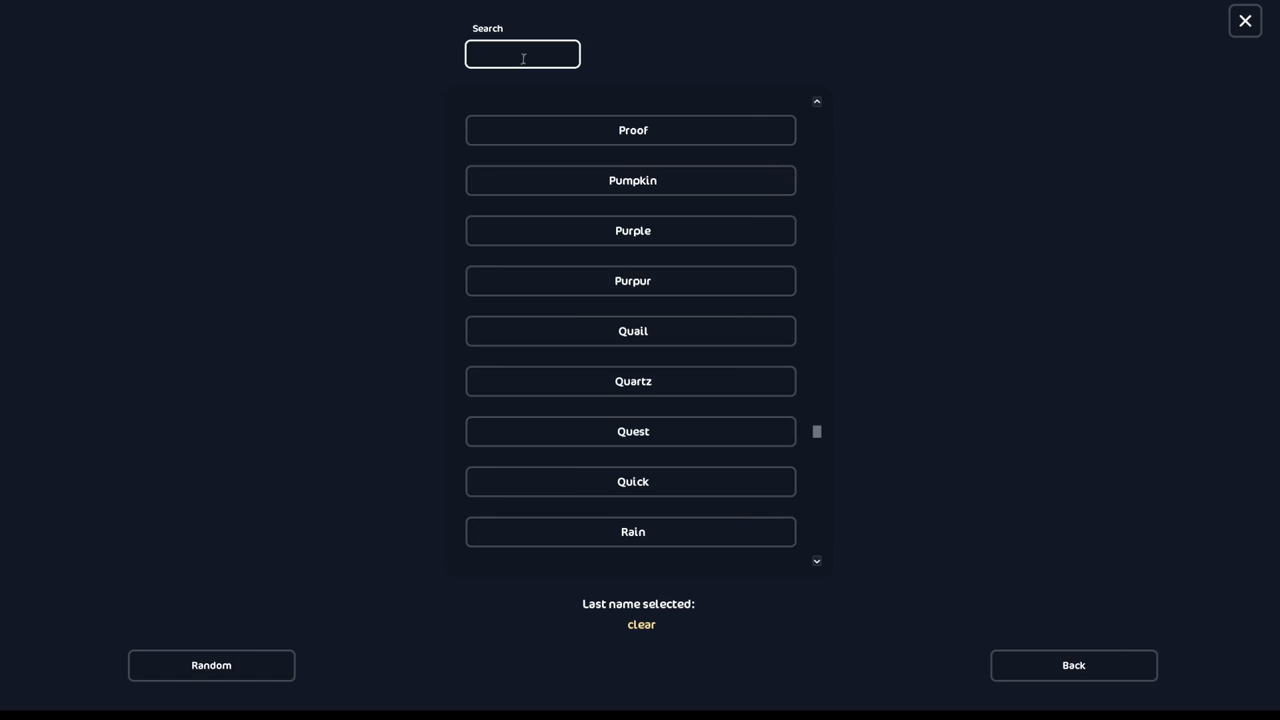 Search
Proof
Pumpkin
Purple
Purpur
Quail
Quartz
Quest
Quick
Rain
Last name selected:
clear
Random
Back